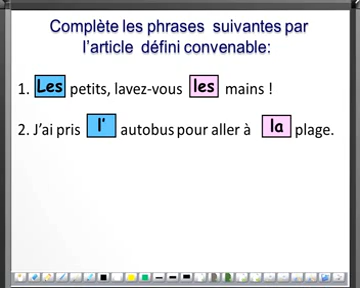 Complète les phrases suivantes par
l'article défini convenable:
1. Les petits, lavez-vous les mains !
2. J'ai pris l' autobus pour aller à la plage.